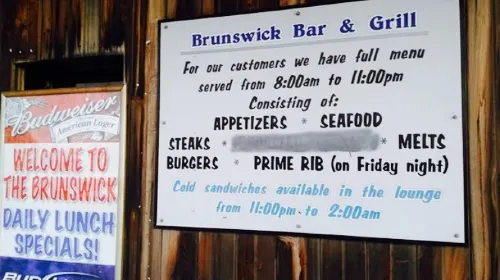 Brunswick Bar & Grill
For our customers we have full menu
served from 8:00am to 11:00pm
Consisting of:
APPETIZERS * SEAFOOD
STEAKS * * MELTS
BURGERS * PRIME RIB (on Friday night)
Cold sandwiches available in the lounge
from 11:00pm. to 2:00am
Budweiser
American Lager
WELCOME TO
THE BRUNSWICK
DAILY LUNCH
SPECIALS!